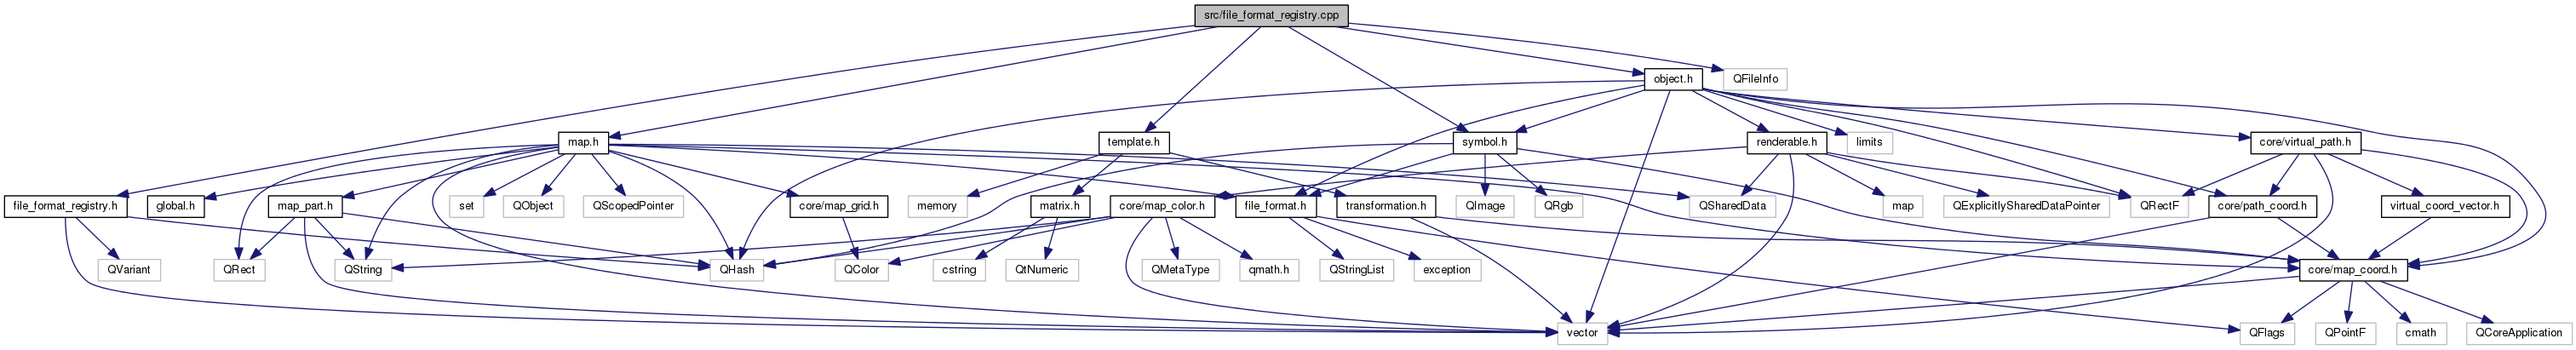 src/file_format_registry.cpp
object.h
QFileInfo
map.h
template.h
symbol.h
renderable.h
limits
core/virtual_path.h
file_format_registry.h
global.h
map_part.h
set
QObject
QScopedPointer
core/map_grid.h
memory
matrix.h
core/map_color.h
file_format.h
transformation.h
QImage
QRgb
QSharedData
map
QExplicitlySharedDataPointer
QRectF
core/path_coord.h
virtual_coord_vector.h
QVariant
QRect
QString
QHash
QColor
cstring
QtNumeric
QMetaType
qmath.h
QStringList
exception
core/map_coord.h
vector
QFlags
QPointF
cmath
QCoreApplication